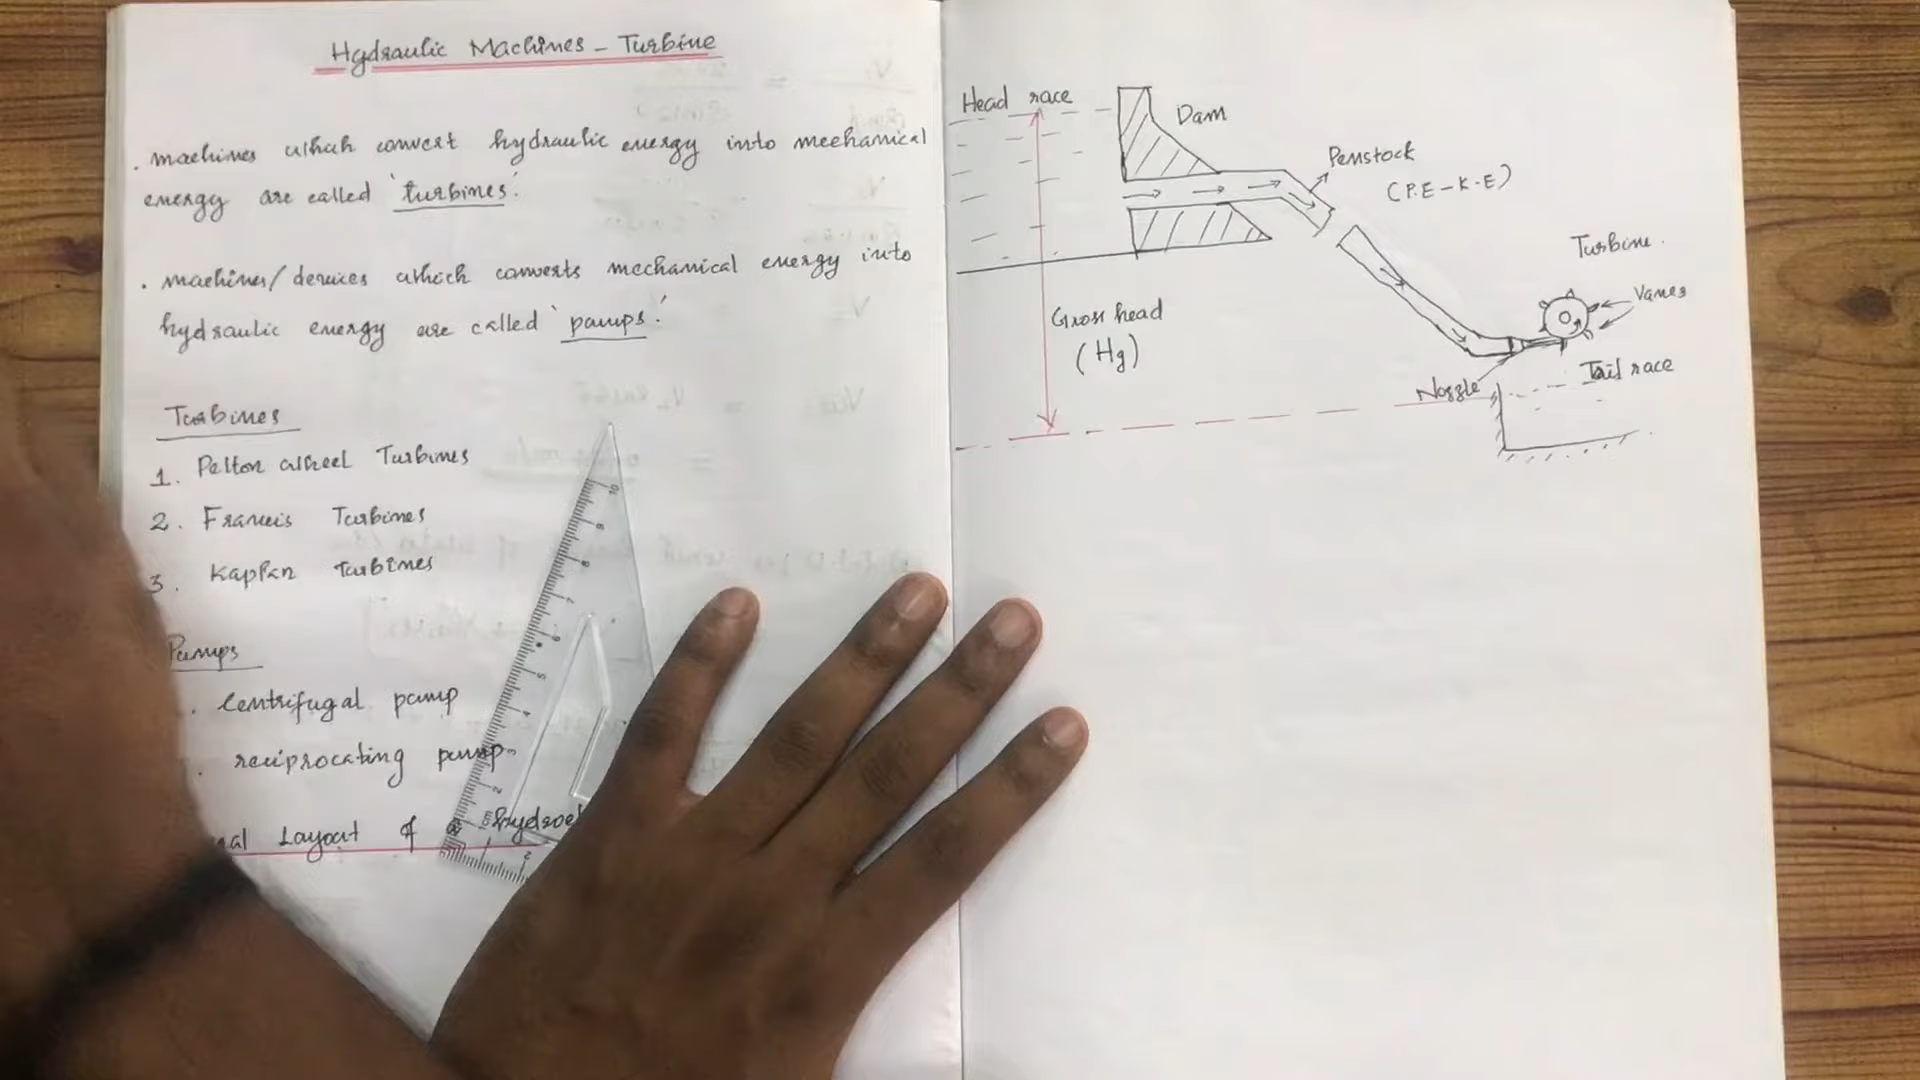 Hydraulic Machines - Turbine
. machines which convert hydraulic energy into mechanical
energy are called 'turbines'.
. machines/devices which converts mechanical energy into
hydraulic energy are called 'pumps'.
Turbines
1. Pelton wheel Turbines
2. Francis Turbines
3. Kaplan Turbines
Pumps
. Centrifugal pump
. reciprocating pump
Layout of a
Head race
Dam
Penstock
(P.E - K.E)
Turbine.
Vanes
Gross head
(Hg)
Nozzle
Tail race